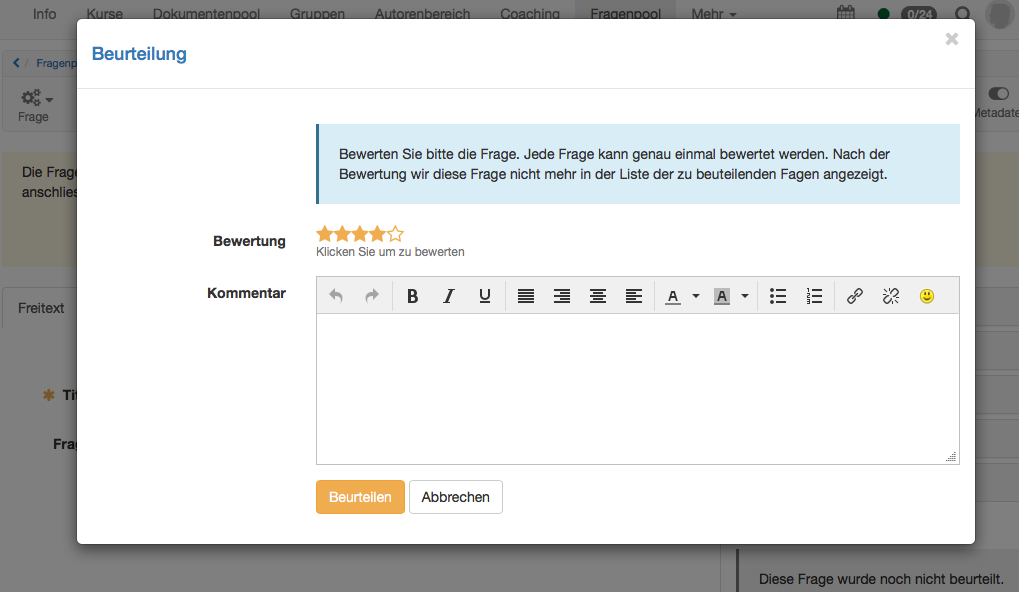 Info Kurse Dokumentenpool Gruppen Autorenbereich Coaching Fragenpool Mehr 0/24
Beurteilung
Fragenp
Frage
Metadate
Bewerten Sie bitte die Frage. Jede Frage kann genau einmal bewertet werden. Nach der
Bewertung wir diese Frage nicht mehr in der Liste der zu beuteilenden Fagen angezeigt.
Die Frage
anschlies
Bewertung
Klicken Sie um zu bewerten
Kommentar
B I U A A
Freitext
Tit
Frag
Beurteilen Abbrechen
Diese Frage wurde noch nicht beurteilt.